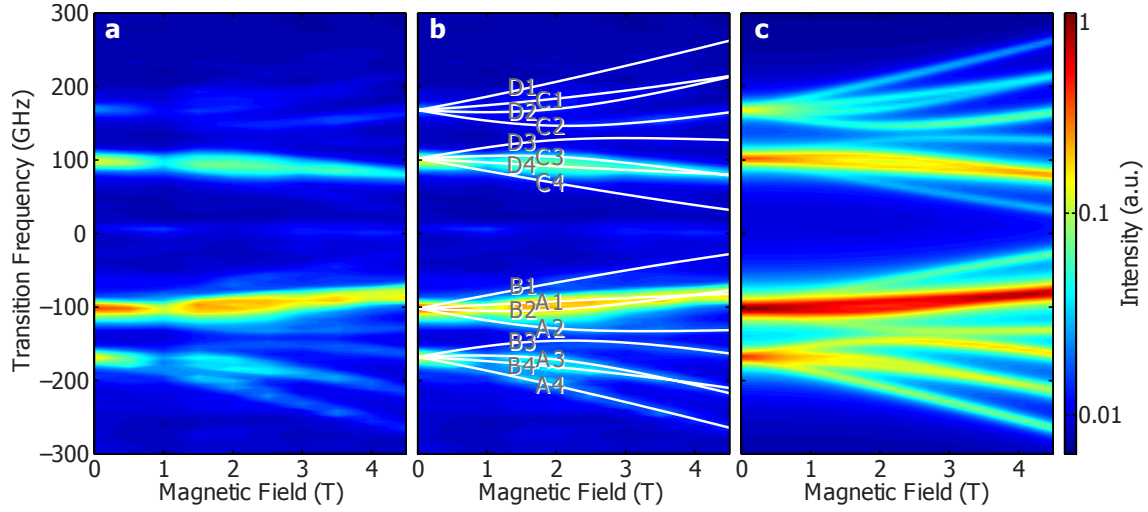 a
b
c
Transition Frequency (GHz)
300
200
100
0
−100
−200
−300
D1
C1
D2
C2
D3
C3
D4
C4
B1
A1
B2
A2
B3
A3
B4
A4
0 1 2 3 4
0 1 2 3 4
0 1 2 3 4
Magnetic Field (T)
Magnetic Field (T)
Magnetic Field (T)
1
0.1
0.01
Intensity (a.u.)